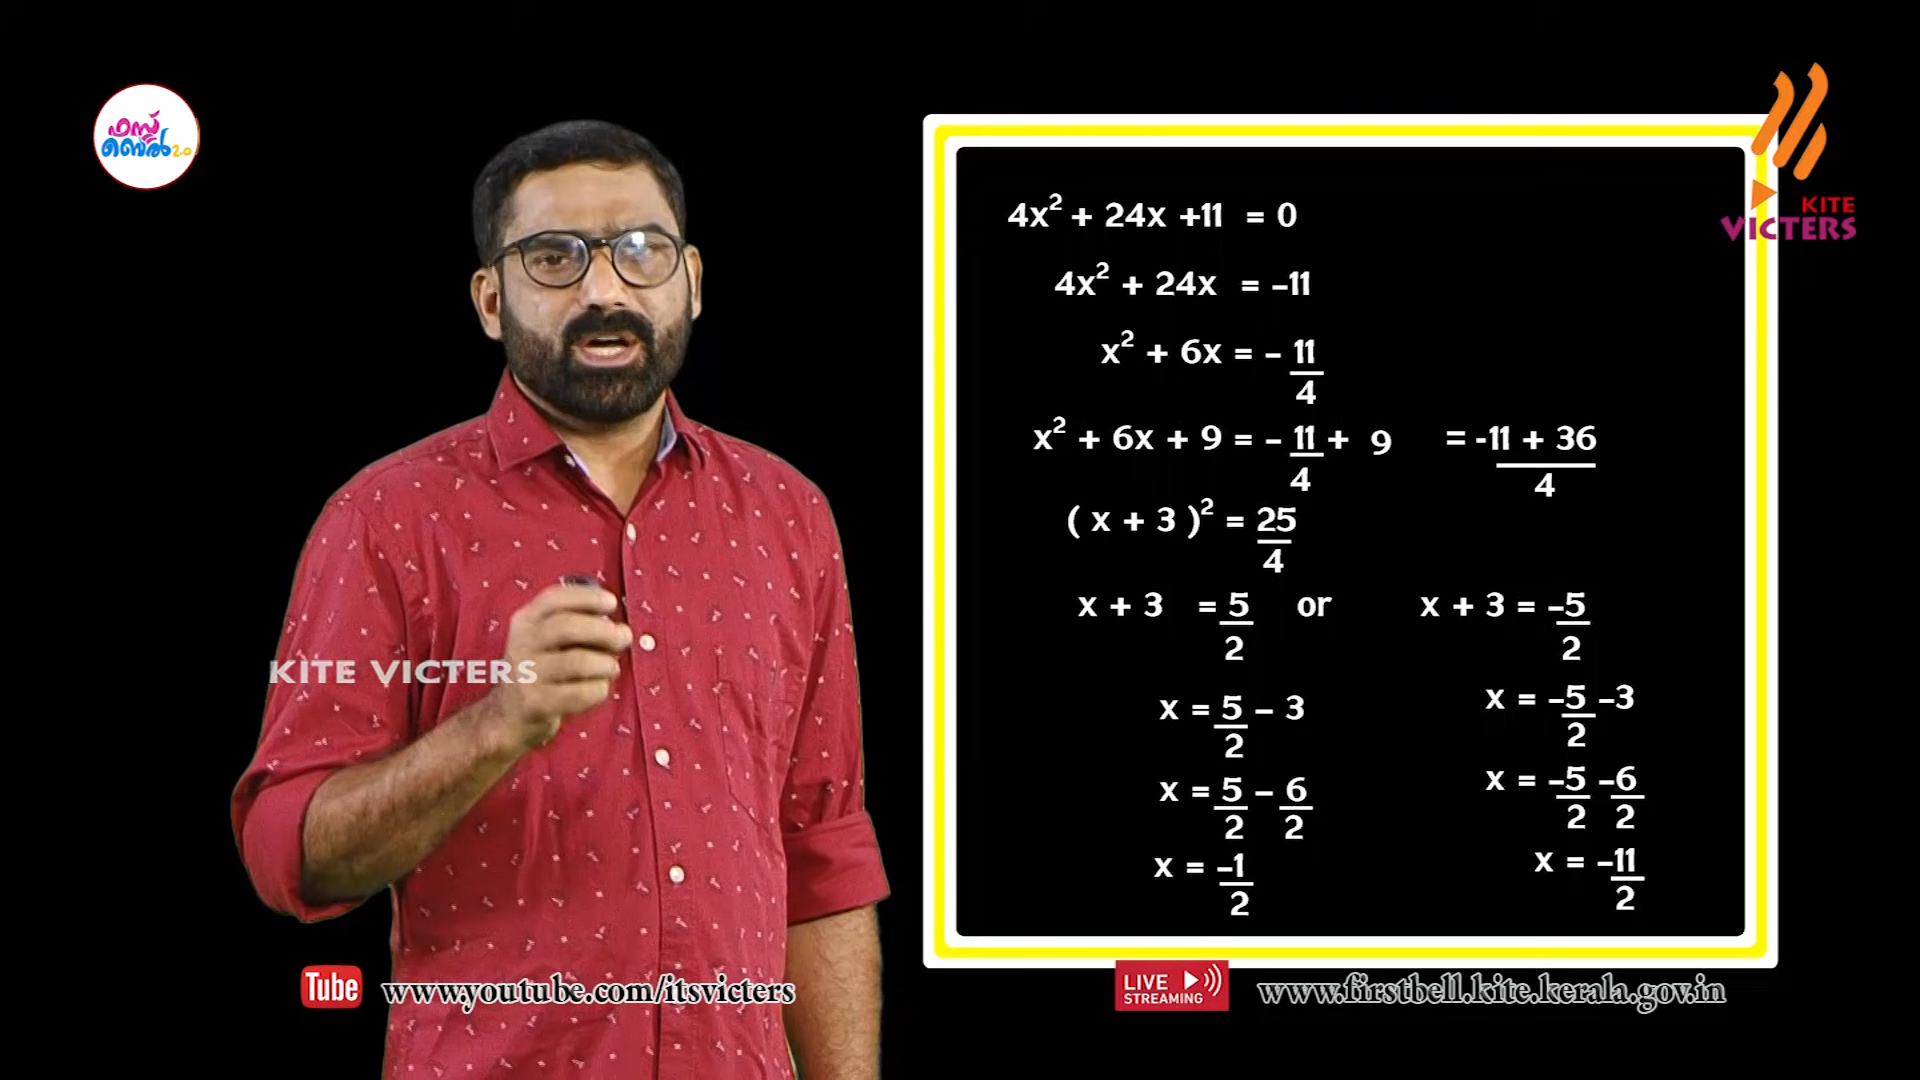 ഫസ്റ്റ്
ബെൽ 2.0
KITE
VICTERS
4x² + 24x +11 = 0
4x² + 24x = –11
x² + 6x = – 11/4
x² + 6x + 9 = – 11/4 + 9 = -11 + 36/4
( x + 3 )² = 25/4
x + 3 = 5/2 or x + 3 = –5/2
x = 5/2 – 3 x = –5/2 –3
x = 5/2 – 6/2 x = –5/2 –6/2
x = –1/2 x = –11/2
KITE VICTERS
Tube www.youtube.com/itsvicters
LIVE
STREAMING
www.firstbell.kite.kerala.gov.in